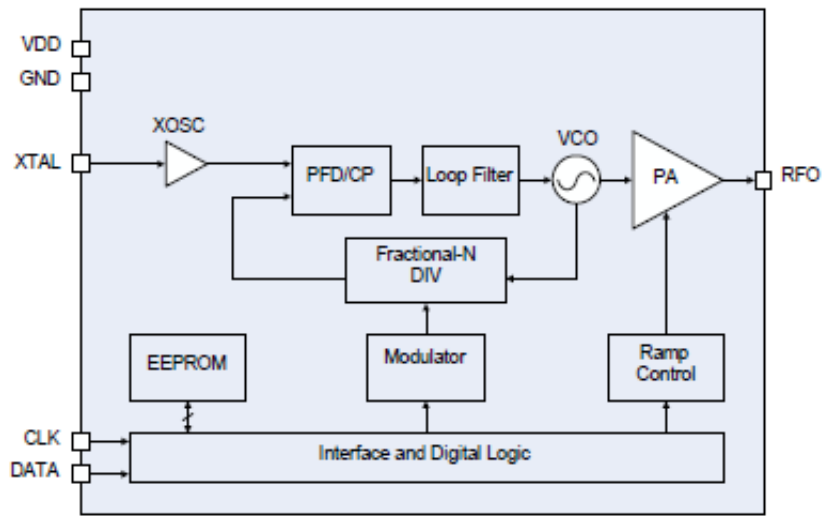 VDD
GND
XOSC
XTAL
PFD/CP
Loop Filter
VCO
PA
RFO
Fractional-N
DIV
EEPROM
Modulator
Ramp
Control
CLK
DATA
Interface and Digital Logic